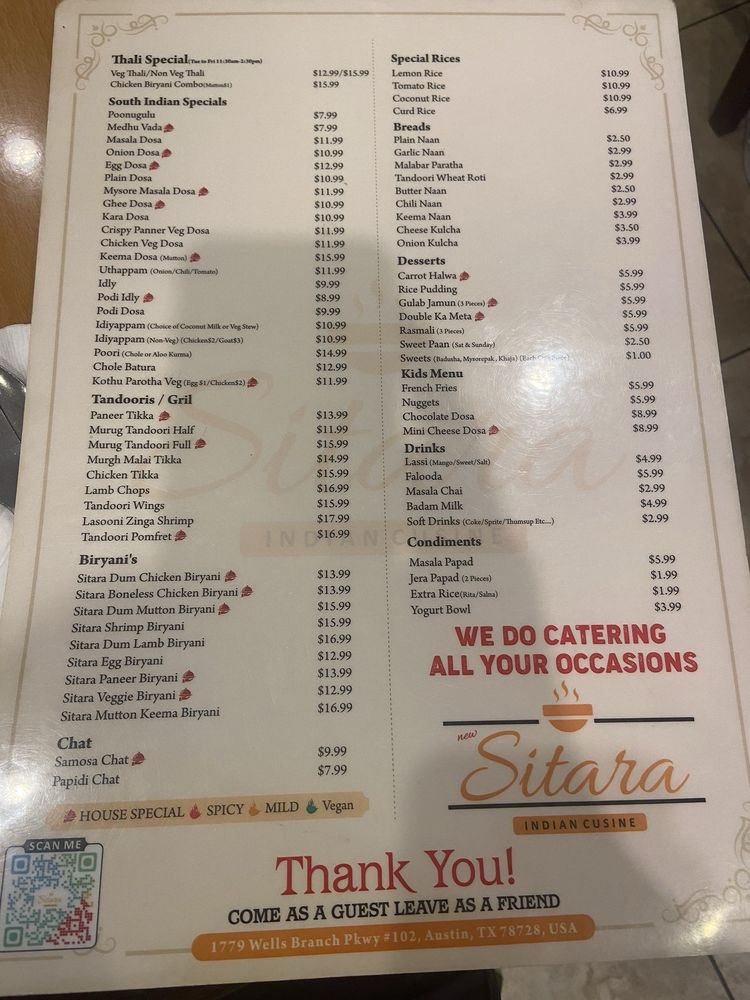 Thali Special (Tue to Fri 11:30am-2:30pm)
Veg Thali/Non Veg Thali $12.99/$15.99
Chicken Biryani Combo(Mutton$1) $15.99
South Indian Specials
Poonugulu $7.99
Medhu Vada $7.99
Masala Dosa $11.99
Onion Dosa $10.99
Egg Dosa $12.99
Plain Dosa $10.99
Mysore Masala Dosa $11.99
Ghee Dosa $10.99
Kara Dosa $10.99
Crispy Panner Veg Dosa $11.99
Chicken Veg Dosa $11.99
Keema Dosa (Mutton) $15.99
Uthappam (Onion/Chili/Tomato) $11.99
Idly $9.99
Podi Idly $8.99
Podi Dosa $9.99
Idiyappam (Choice of Coconut Milk or Veg Stew) $10.99
Idiyappam (Non-Veg) (Chicken$2/Goat$3) $10.99
Poori (Chole or Aloo Kurma) $14.99
Chole Batura $12.99
Kothu Parotha Veg (Egg $1/Chicken$2) $11.99
Tandooris / Gril
Paneer Tikka $13.99
Murug Tandoori Half $11.99
Murug Tandoori Full $15.99
Murgh Malai Tikka $14.99
Chicken Tikka $15.99
Lamb Chops $16.99
Tandoori Wings $15.99
Lasooni Zinga Shrimp $17.99
Tandoori Pomfret $16.99
Biryani's
Sitara Dum Chicken Biryani $13.99
Sitara Boneless Chicken Biryani $13.99
Sitara Dum Mutton Biryani $15.99
Sitara Shrimp Biryani $15.99
Sitara Dum Lamb Biryani $16.99
Sitara Egg Biryani $12.99
Sitara Paneer Biryani $13.99
Sitara Veggie Biryani $12.99
Sitara Mutton Keema Biryani $16.99
Chat
Samosa Chat $9.99
Papidi Chat $7.99
HOUSE SPECIAL SPICY MILD Vegan
Special Rices
Lemon Rice $10.99
Tomato Rice $10.99
Coconut Rice $10.99
Curd Rice $6.99
Breads
Plain Naan $2.50
Garlic Naan $2.99
Malabar Paratha $2.99
Tandoori Wheat Roti $2.99
Butter Naan $2.50
Chili Naan $2.99
Keema Naan $3.99
Cheese Kulcha $3.50
Onion Kulcha $3.99
Desserts
Carrot Halwa $5.99
Rice Pudding $5.99
Gulab Jamun (3 Pieces) $5.99
Double Ka Meta $5.99
Rasmali (3 Pieces) $5.99
Sweet Paan (Sat & Sunday) $2.50
Sweets (Badusha, Mysorepak, Khaja) $1.00
Kids Menu
French Fries $5.99
Nuggets $5.99
Chocolate Dosa $8.99
Mini Cheese Dosa $8.99
Drinks
Lassi (Mango/Sweet/Salt) $4.99
Falooda $5.99
Masala Chai $2.99
Badam Milk $4.99
Soft Drinks (Coke/Sprite/Thumsup Etc...) $2.99
Condiments
Masala Papad $5.99
Jera Papad (2 Pieces) $1.99
Extra Rice(Rita/Salna) $1.99
Yogurt Bowl $3.99
WE DO CATERING
ALL YOUR OCCASIONS
new
Sitara
INDIAN CUSINE
SCAN ME
Thank You!
COME AS A GUEST LEAVE AS A FRIEND
1779 Wells Branch Pkwy #102, Austin, TX 78728, USA